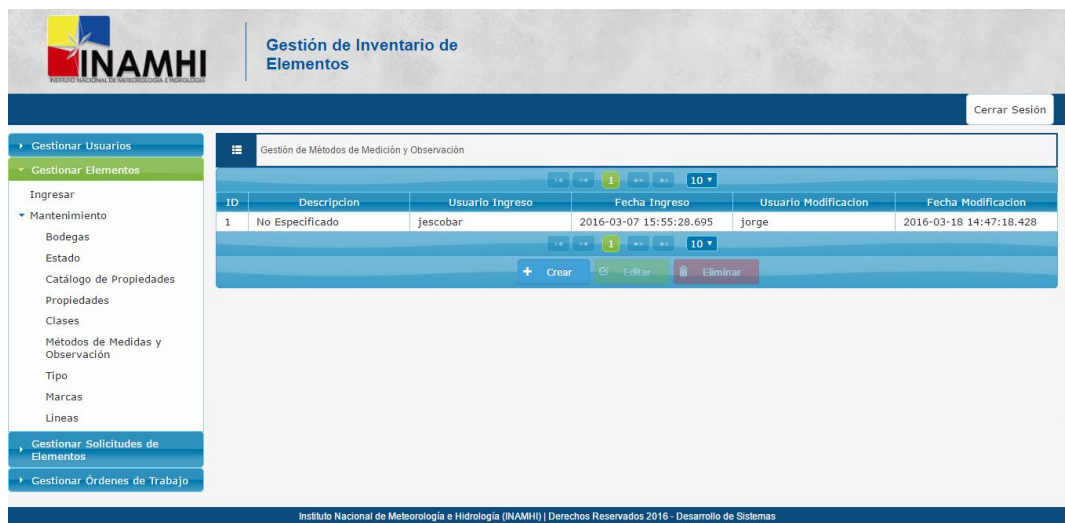 INAMHI
INSTITUTO NACIONAL DE METEOROLOGÍA E HIDROLOGÍA
Gestión de Inventario de
Elementos
Cerrar Sesión
Gestionar Usuarios
Gestionar Elementos
Ingresar
Mantenimiento
Bodegas
Estado
Catálogo de Propiedades
Propiedades
Clases
Métodos de Medidas y
Observación
Tipo
Marcas
Lineas
Gestionar Solicitudes de
Elementos
Gestionar Órdenes de Trabajo
Gestión de Métodos de Medición y Observación
1 10
ID Descripcion Usuario Ingreso Fecha Ingreso Usuario Modificacion Fecha Modificacion
1 No Especificado jescobar 2016-03-07 15:55:28.695 jorge 2016-03-18 14:47:18.428
1 10
Crear Editar Eliminar
Instituto Nacional de Meteorología e Hidrología (INAMHI) | Derechos Reservados 2016 - Desarrollo de Sistemas